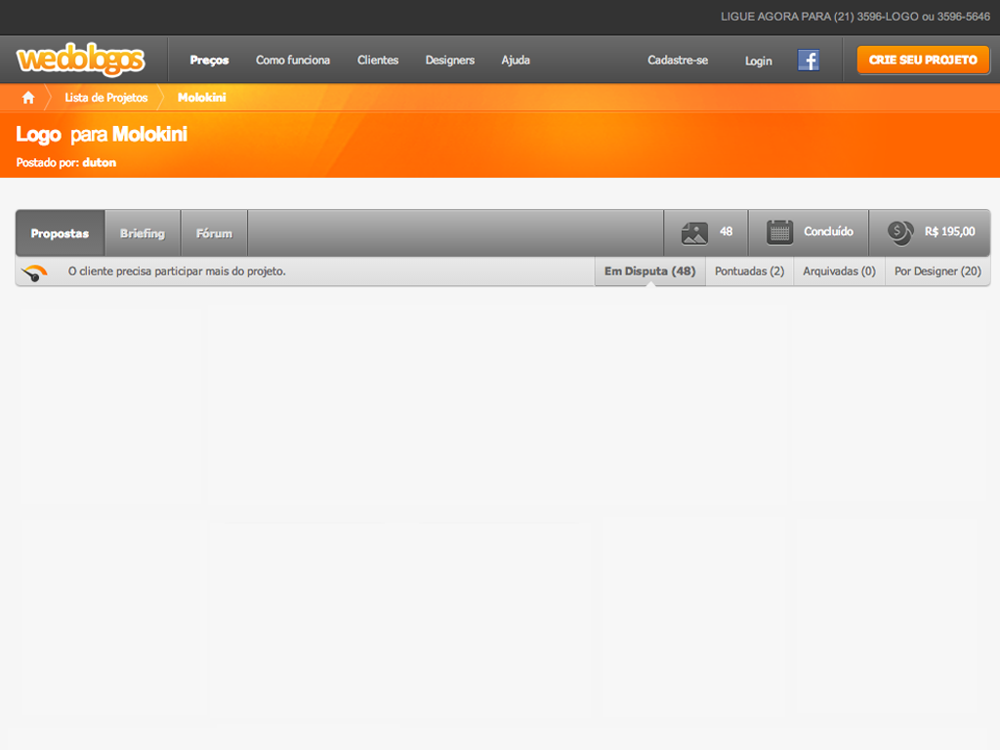 LIGUE AGORA PARA (21) 3596-LOGO ou 3596-5646
wedologos Preços Como funciona Clientes Designers Ajuda Cadastre-se Login f CRIE SEU PROJETO
Lista de Projetos Molokini
Logo para Molokini
Postado por: duton
Propostas Briefing Fórum 48 Concluído R$ 195,00
O cliente precisa participar mais do projeto. Em Disputa (48) Pontuadas (2) Arquivadas (0) Por Designer (20)